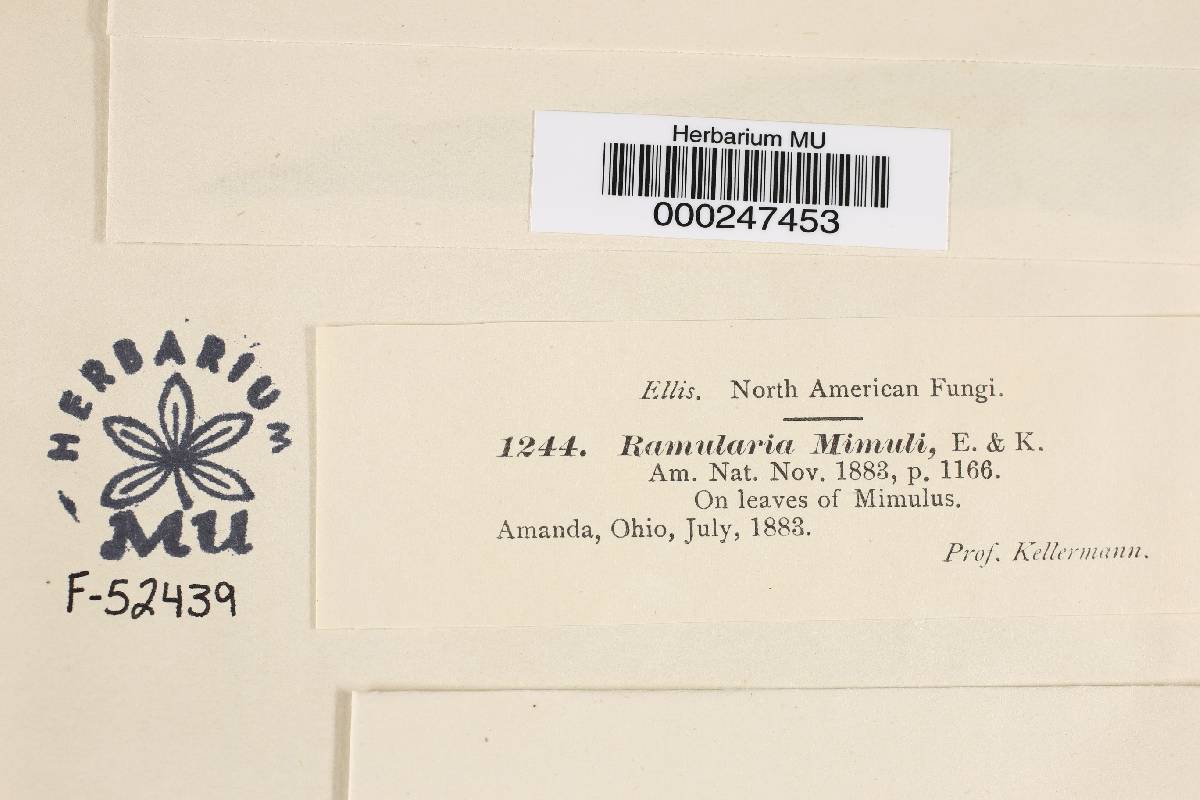 Herbarium MU
000247453
HERBARIUM
MU
F-52439
Ellis. North American Fungi.
1244. Ramularia Mimuli, E. & K.
Am. Nat. Nov. 1883, p. 1166.
On leaves of Mimulus.
Amanda, Ohio, July, 1883.
Prof. Kellermann.